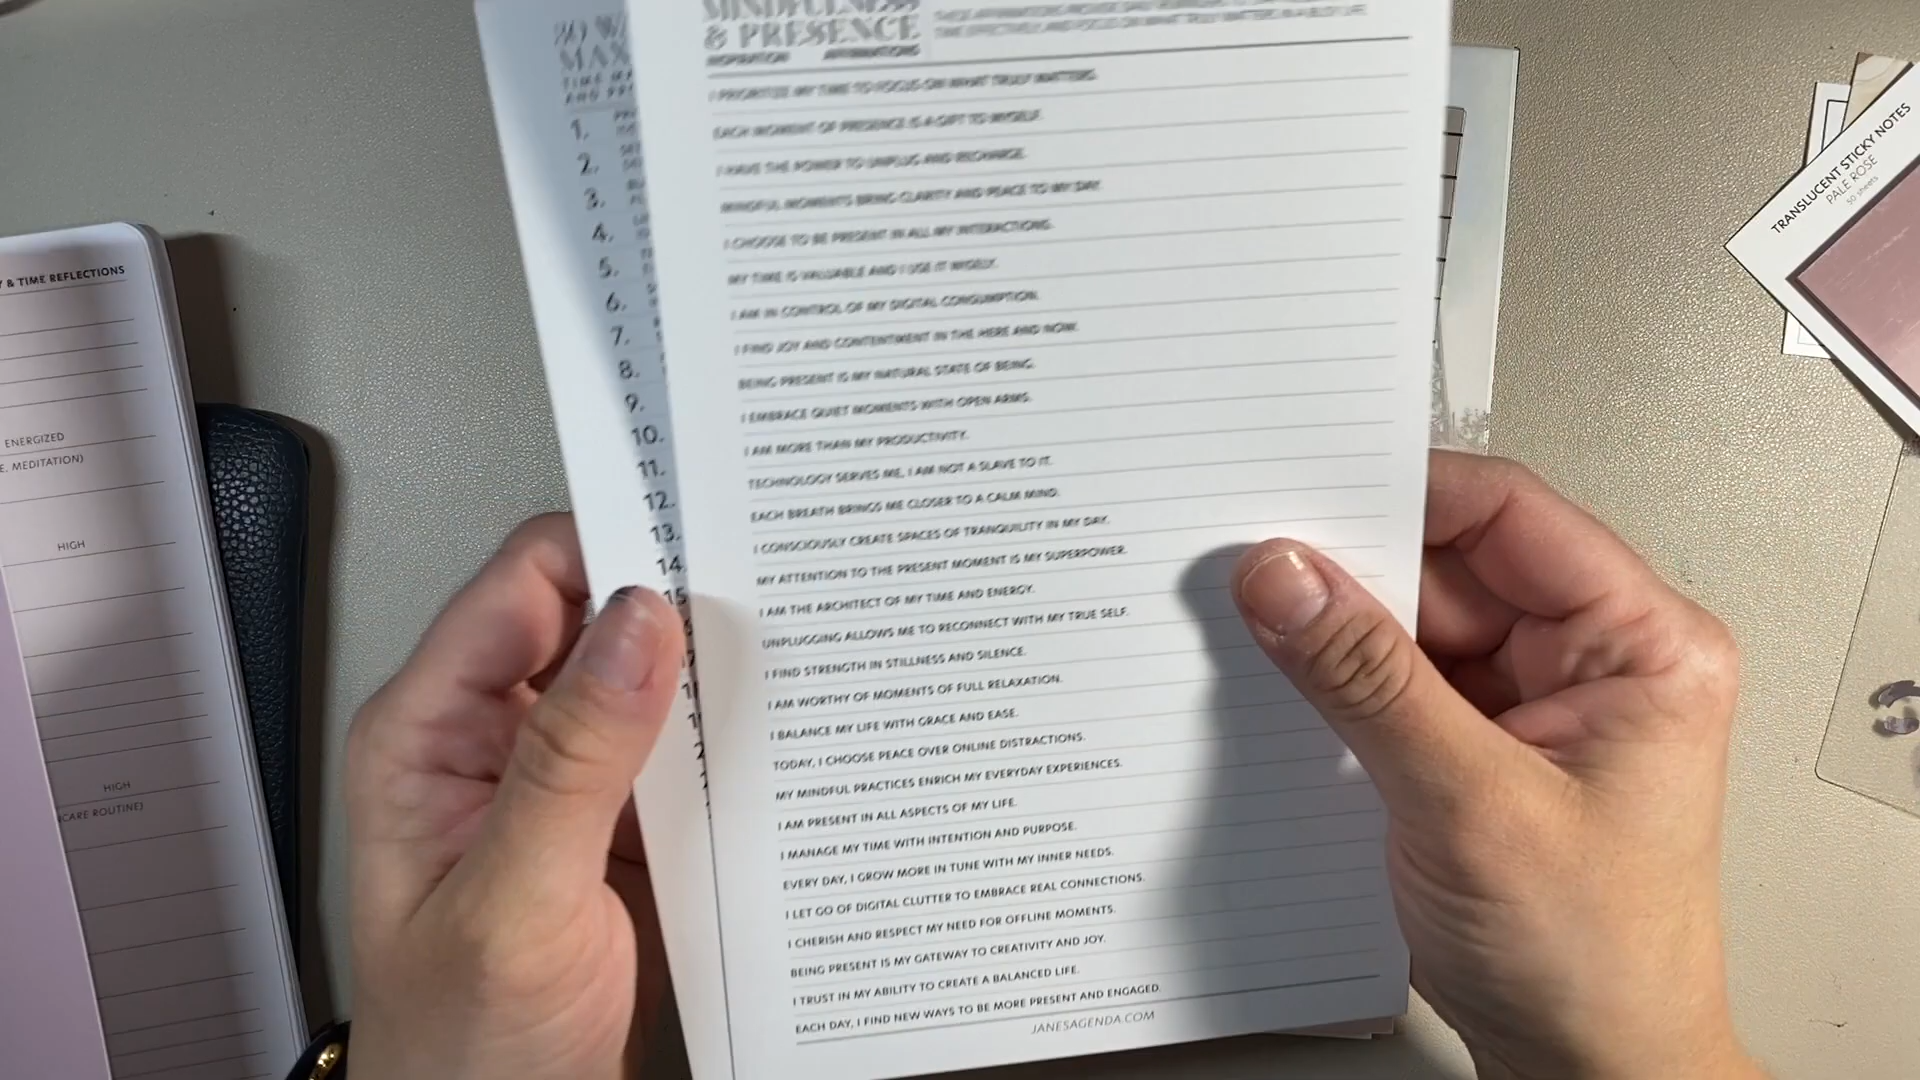 MINDFULNESS
& PRESENCE
INSPIRATION AFFIRMATIONS
TIME EFFECTIVELY AND FOCUS ON WHAT TRULY MATTERS IN A BUSY LIFE.
I PRIORITIZE MY TIME TO FOCUS ON WHAT TRULY MATTERS.
EACH MOMENT OF PRESENCE IS A GIFT TO MYSELF.
I HAVE THE POWER TO UNPLUG AND RECHARGE.
MINDFUL MOMENTS BRING CLARITY AND PEACE TO MY DAY.
I CHOOSE TO BE PRESENT IN ALL MY INTERACTIONS.
MY TIME IS VALUABLE AND I USE IT WISELY.
I AM IN CONTROL OF MY DIGITAL CONSUMPTION.
I FIND JOY AND CONTENTMENT IN THE HERE AND NOW.
BEING PRESENT IS MY NATURAL STATE OF BEING.
I EMBRACE QUIET MOMENTS WITH OPEN ARMS.
I AM MORE THAN MY PRODUCTIVITY.
TECHNOLOGY SERVES ME, I AM NOT A SLAVE TO IT.
EACH BREATH BRINGS ME CLOSER TO A CALM MIND.
I CONSCIOUSLY CREATE SPACES OF TRANQUILITY IN MY DAY.
MY ATTENTION TO THE PRESENT MOMENT IS MY SUPERPOWER.
I AM THE ARCHITECT OF MY TIME AND ENERGY.
UNPLUGGING ALLOWS ME TO RECONNECT WITH MY TRUE SELF.
I FIND STRENGTH IN STILLNESS AND SILENCE.
I AM WORTHY OF MOMENTS OF FULL RELAXATION.
I BALANCE MY LIFE WITH GRACE AND EASE.
TODAY, I CHOOSE PEACE OVER ONLINE DISTRACTIONS.
MY MINDFUL PRACTICES ENRICH MY EVERYDAY EXPERIENCES.
I AM PRESENT IN ALL ASPECTS OF MY LIFE.
I MANAGE MY TIME WITH INTENTION AND PURPOSE.
EVERY DAY, I GROW MORE IN TUNE WITH MY INNER NEEDS.
I LET GO OF DIGITAL CLUTTER TO EMBRACE REAL CONNECTIONS.
I CHERISH AND RESPECT MY NEED FOR OFFLINE MOMENTS.
BEING PRESENT IS MY GATEWAY TO CREATIVITY AND JOY.
I TRUST IN MY ABILITY TO CREATE A BALANCED LIFE.
EACH DAY, I FIND NEW WAYS TO BE MORE PRESENT AND ENGAGED.
JANESAGENDA.COM
1.
2.
3.
4.
5.
6.
7.
8.
9.
10.
11.
12.
13.
14.
15
& TIME REFLECTIONS
ENERGIZED
MEDITATION)
HIGH
HIGH
ROUTINE)
TRANSLUCENT STICKY NOTES
PALE ROSE
50 sheets